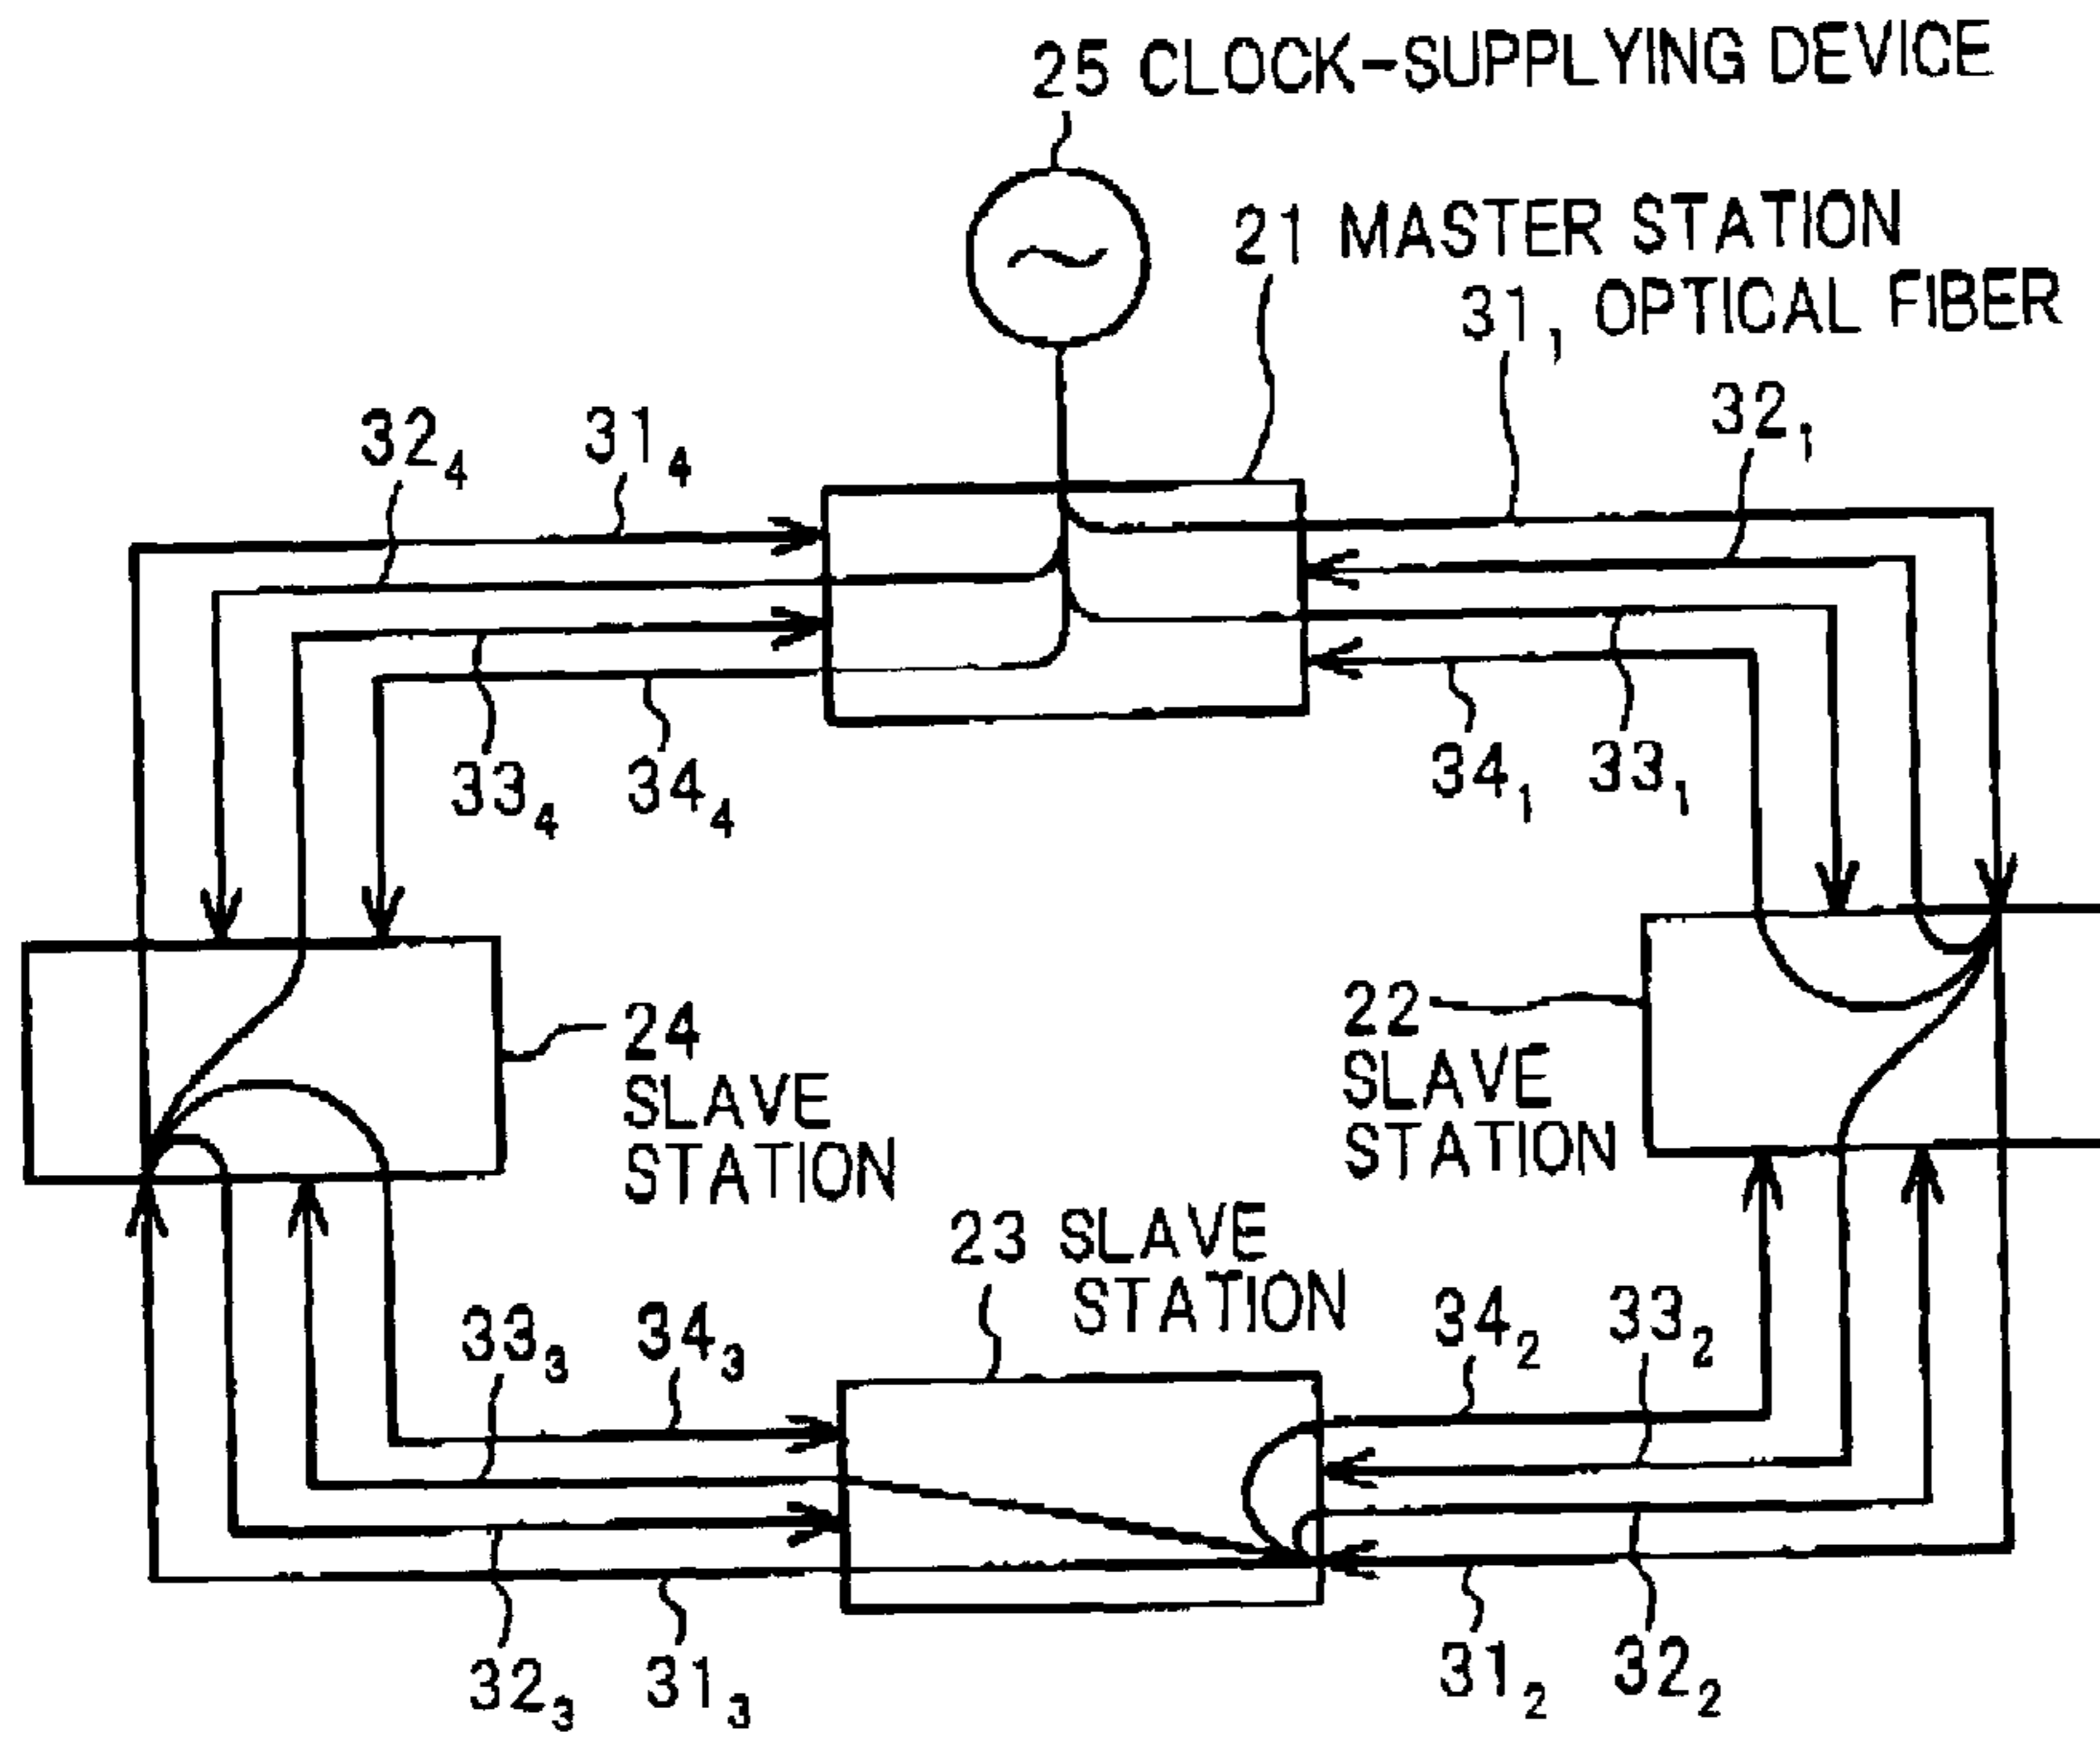 25 CLOCK-SUPPLYING DEVICE
21 MASTER STATION
31₁ OPTICAL FIBER
32₁
32₄
31₄
33₄
34₄
34₁
33₁
24
SLAVE
STATION
22
SLAVE
STATION
23 SLAVE
STATION
33₃
34₃
34₂
33₂
32₃
31₃
31₂
32₂